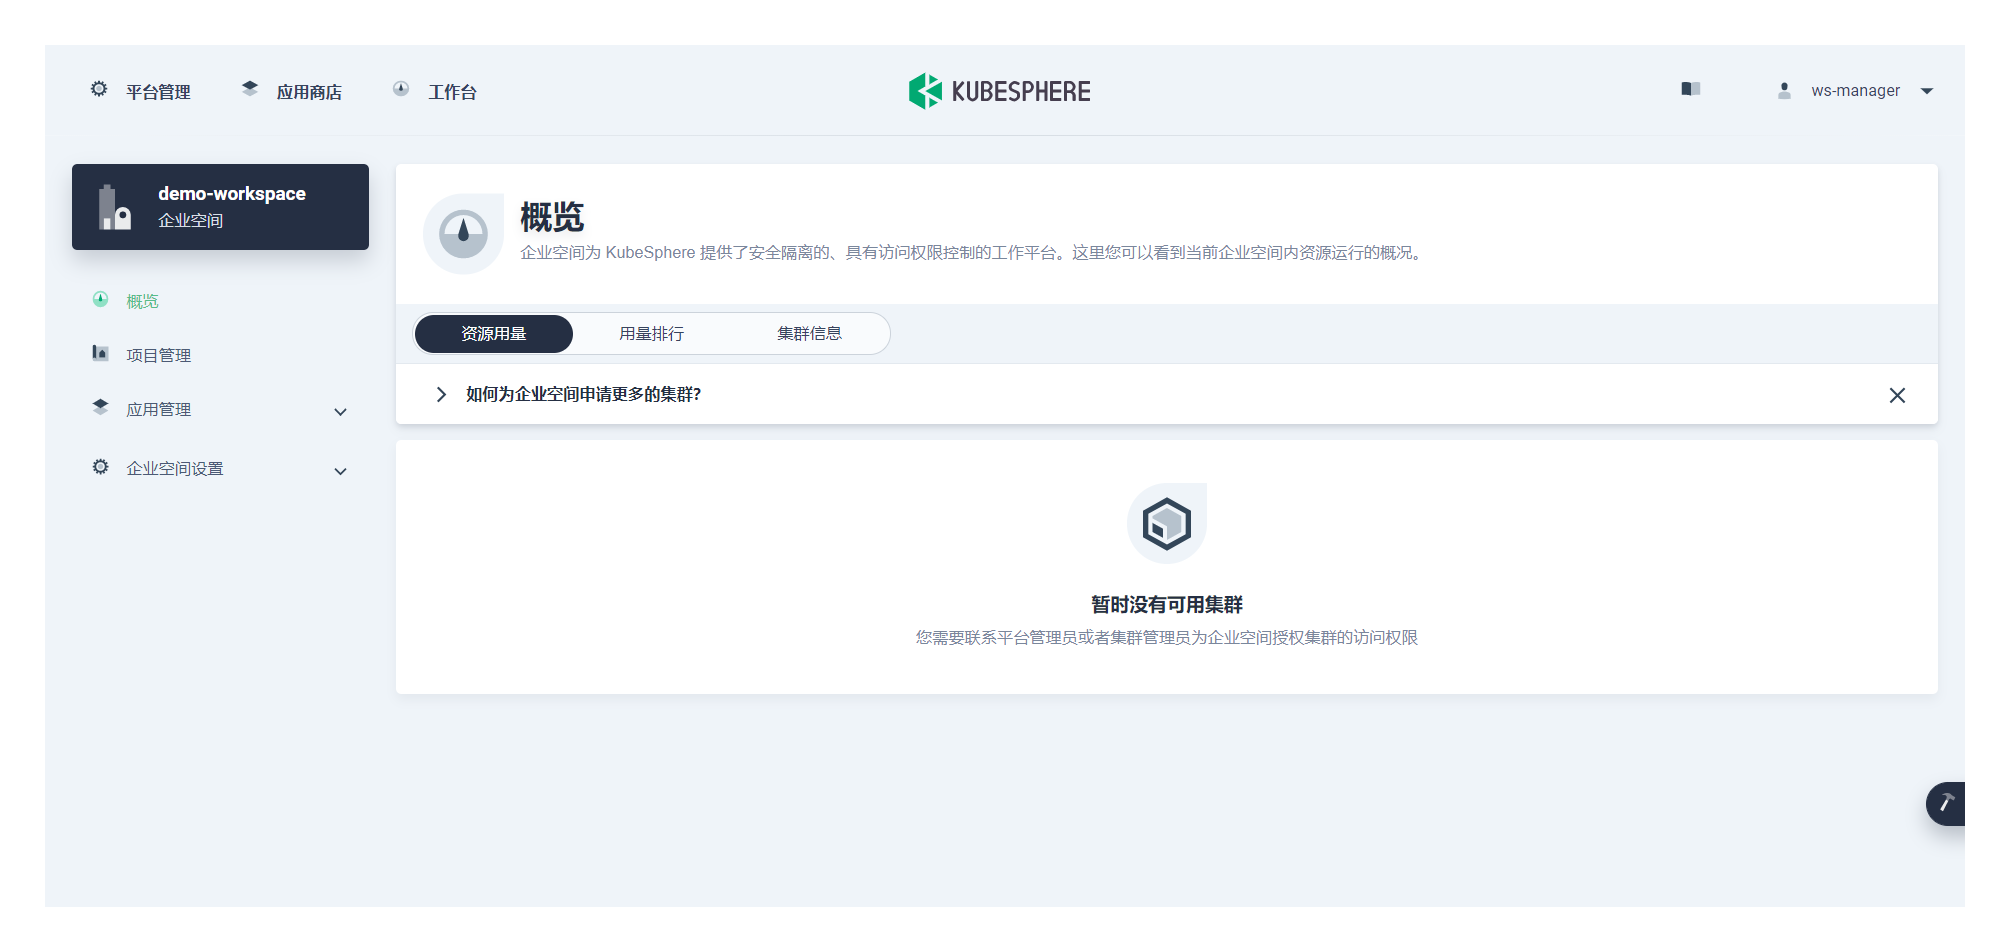 平台管理
应用商店
工作台
KUBESPHERE
ws-manager
demo-workspace
企业空间
概览
项目管理
应用管理
企业空间设置
概览
企业空间为 KubeSphere 提供了安全隔离的、具有访问权限控制的工作平台。这里您可以看到当前企业空间内资源运行的概况。
资源用量
用量排行
集群信息
如何为企业空间申请更多的集群?
暂时没有可用集群
您需要联系平台管理员或者集群管理员为企业空间授权集群的访问权限